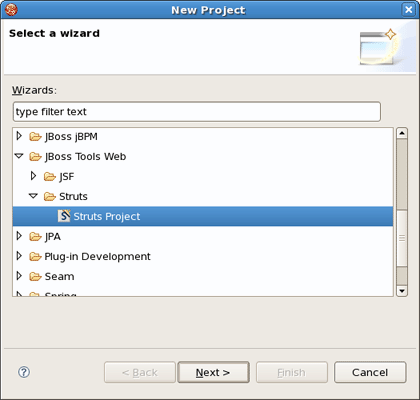 New Project
Select a wizard
Wizards:
type filter text
JBoss jBPM
JBoss Tools Web
JSF
Struts
Struts Project
JPA
Plug-in Development
Seam
Spring
< Back
Next >
Finish
Cancel